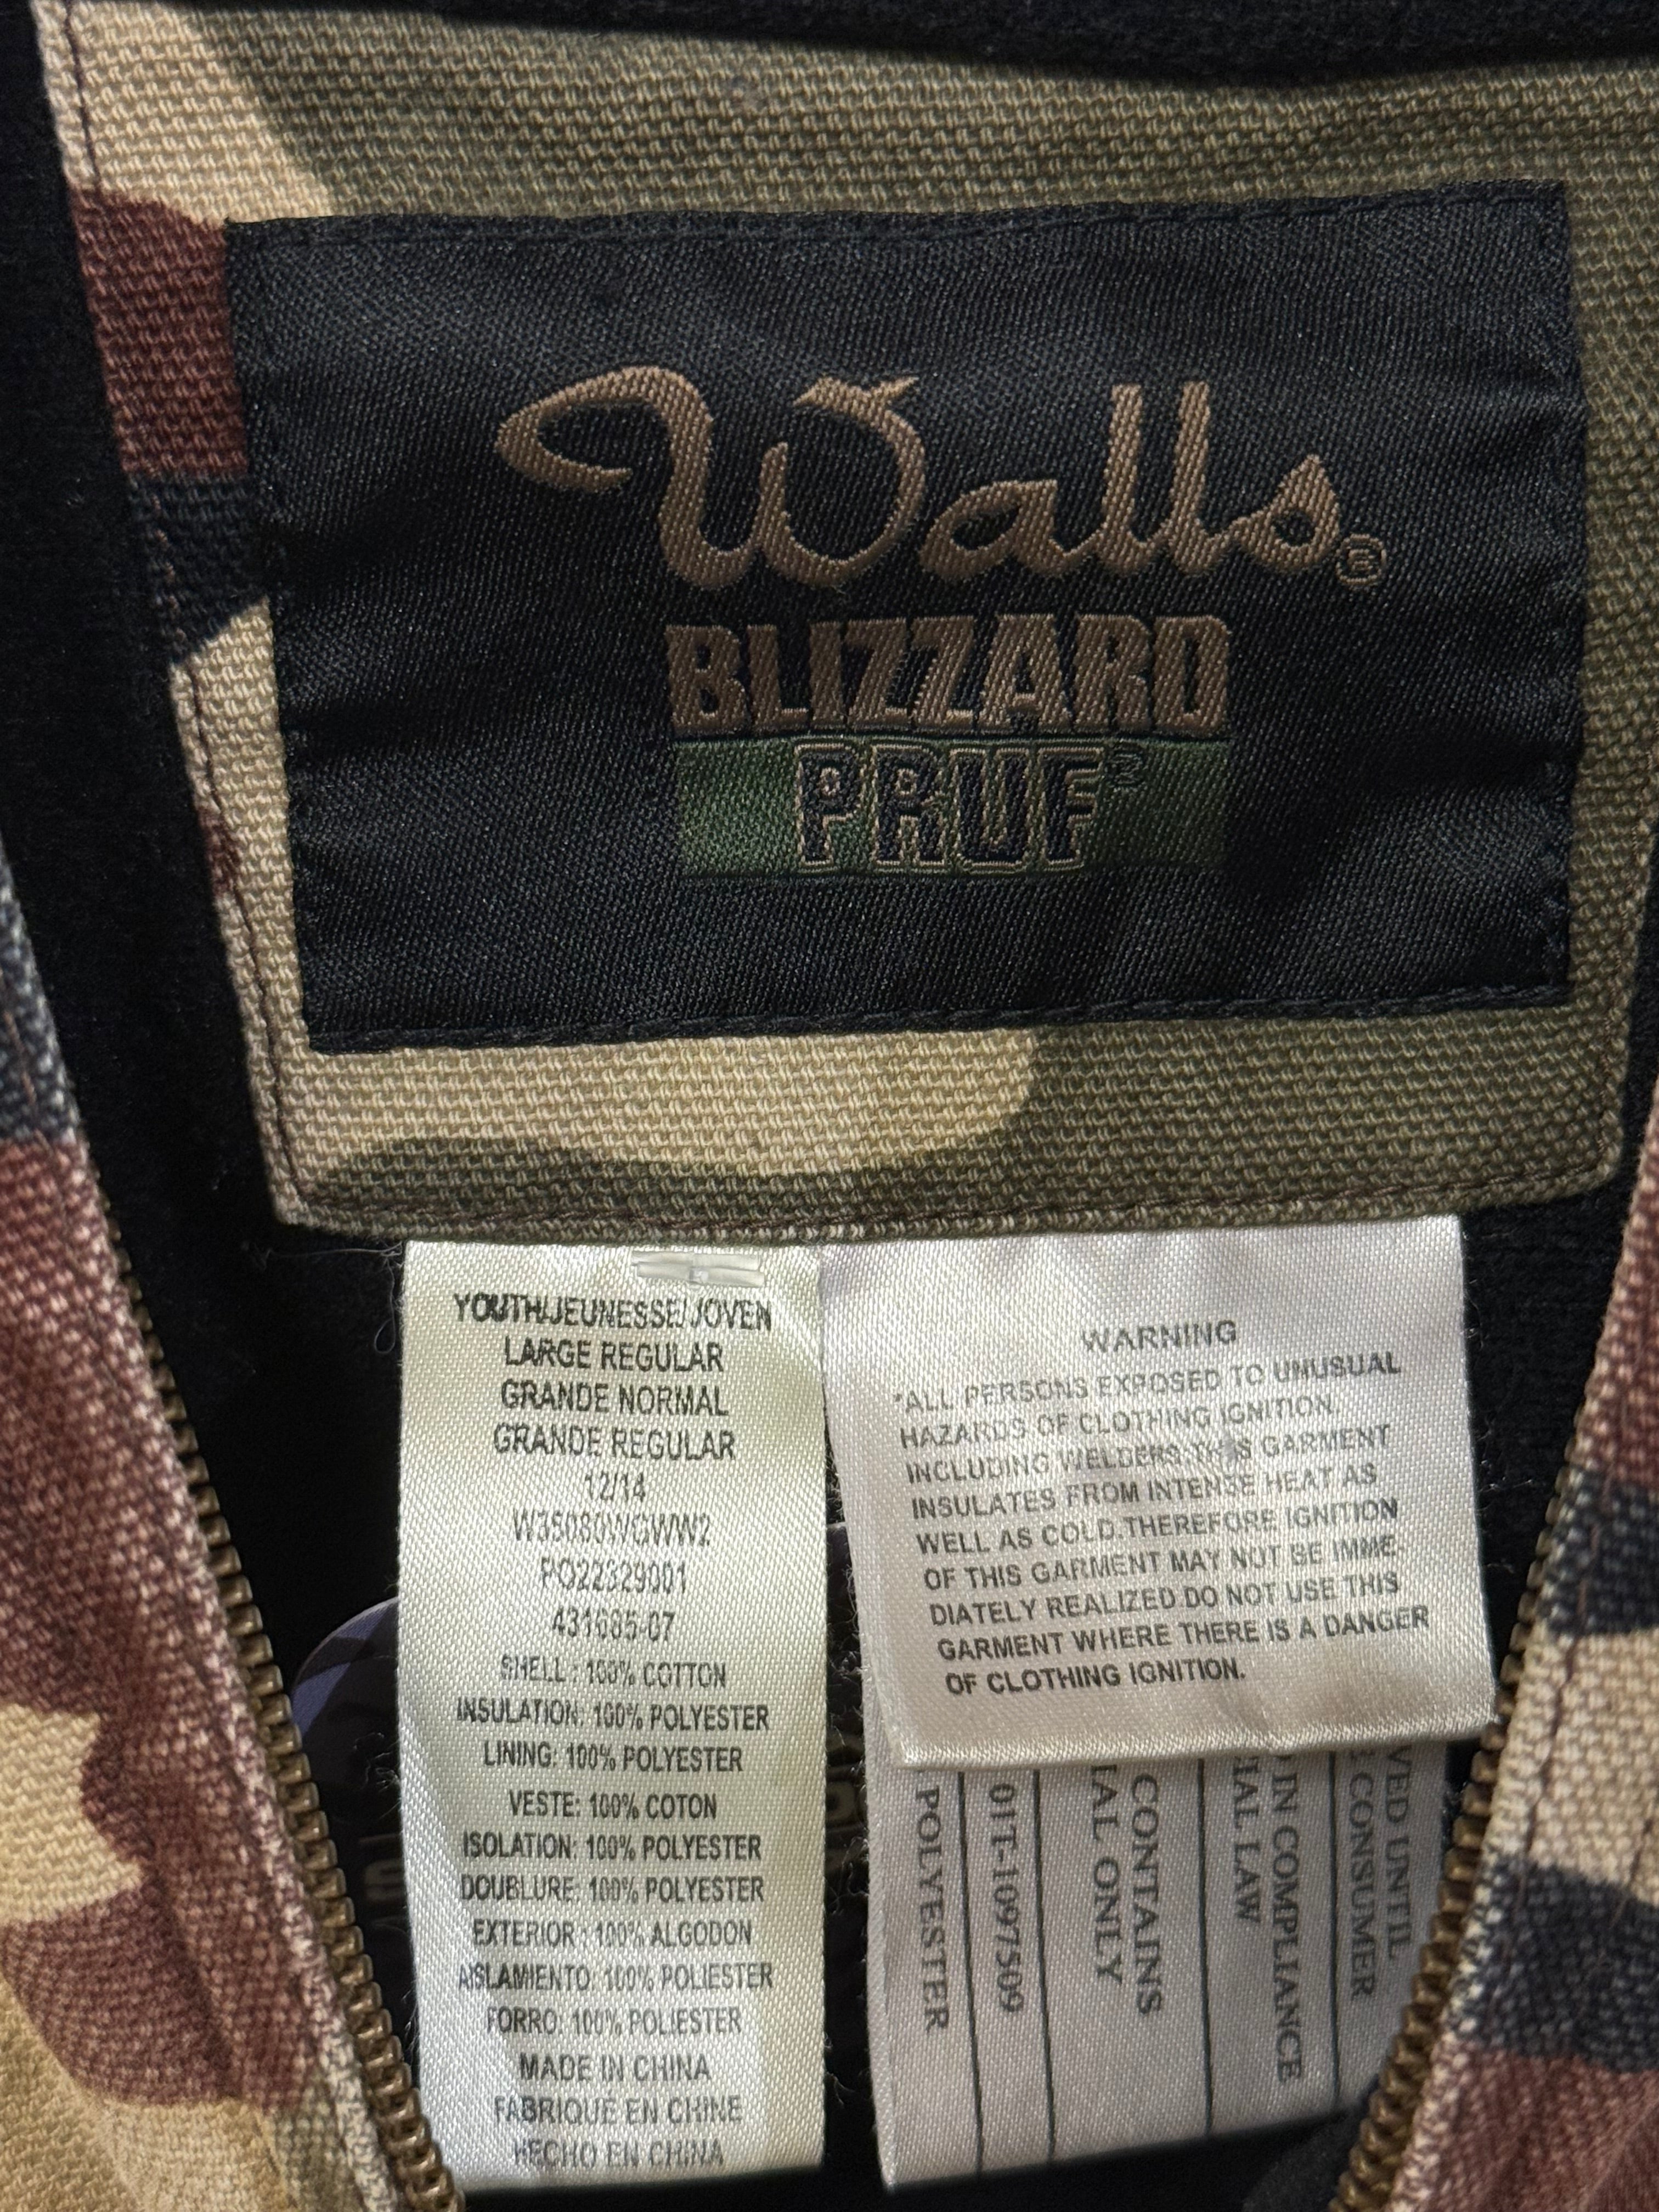 Walls®
BLIZZARD
PRUF
YOUTH/JEUNESSE/JOVEN
LARGE REGULAR
GRANDE NORMAL
GRANDE REGULAR
12/14
W35080WGWW2
PO22329001
431685-07
SHELL : 100% COTTON
INSULATION: 100% POLYESTER
LINING: 100% POLYESTER
VESTE: 100% COTON
ISOLATION: 100% POLYESTER
DOUBLURE: 100% POLYESTER
EXTERIOR : 100% ALGODON
AISLAMIENTO: 100% POLIESTER
FORRO: 100% POLIESTER
MADE IN CHINA
FABRIQUÉ EN CHINE
HECHO EN CHINA
WARNING
*ALL PERSONS EXPOSED TO UNUSUAL
HAZARDS OF CLOTHING IGNITION.
INCLUDING WELDERS:THIS GARMENT
INSULATES FROM INTENSE HEAT AS
WELL AS COLD.THEREFORE IGNITION
OF THIS GARMENT MAY NOT BE IMME
DIATELY REALIZED.DO NOT USE THIS
GARMENT WHERE THERE IS A DANGER
OF CLOTHING IGNITION.
VED UNTIL
CONSUMER
IN COMPLIANCE
IAL LAW
CONTAINS
IAL ONLY
01T-1097509
POLYESTER